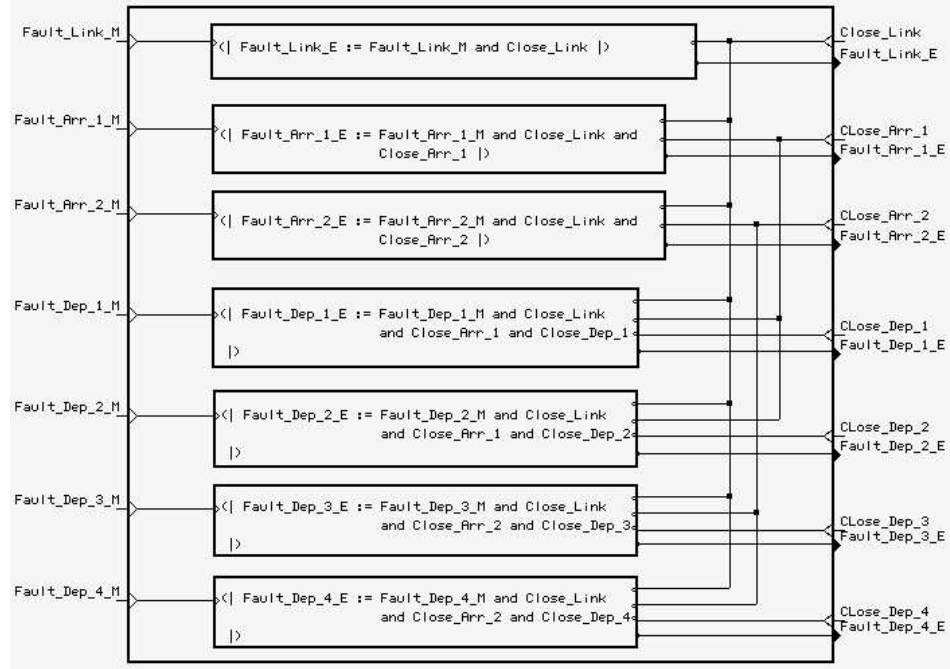 Fault_Link_M
(| Fault_Link_E := Fault_Link_M and Close_Link |)
Close_Link
Fault_Link_E
Fault_Arr_1_M
(| Fault_Arr_1_E := Fault_Arr_1_M and Close_Link and
Close_Arr_1 |)
CLose_Arr_1
Fault_Arr_1_E
Fault_Arr_2_M
(| Fault_Arr_2_E := Fault_Arr_2_M and Close_Link and
Close_Arr_2 |)
CLose_Arr_2
Fault_Arr_2_E
Fault_Dep_1_M
(| Fault_Dep_1_E := Fault_Dep_1_M and Close_Link
and Close_Arr_1 and Close_Dep_1
|)
CLose_Dep_1
Fault_Dep_1_E
Fault_Dep_2_M
(| Fault_Dep_2_E := Fault_Dep_2_M and Close_Link
and Close_Arr_1 and Close_Dep_2
|)
CLose_Dep_2
Fault_Dep_2_E
Fault_Dep_3_M
(| Fault_Dep_3_E := Fault_Dep_3_M and Close_Link
and Close_Arr_2 and Close_Dep_3
|)
CLose_Dep_3
Fault_Dep_3_E
Fault_Dep_4_M
(| Fault_Dep_4_E := Fault_Dep_4_M and Close_Link
and Close_Arr_2 and Close_Dep_4
|)
CLose_Dep_4
Fault_Dep_4_E